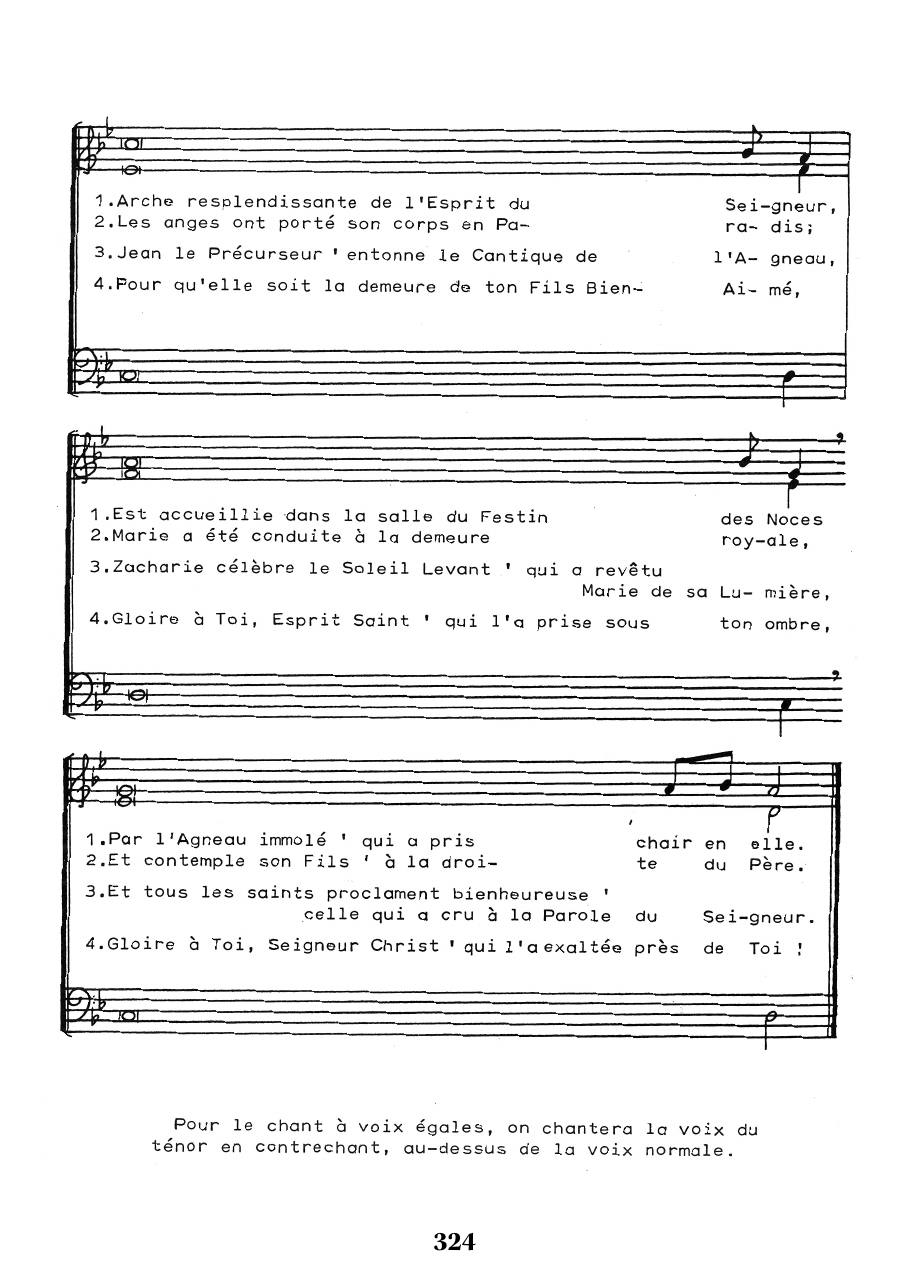 1.Arche resplendissante de l'Esprit du Sei-gneur,
2.Les anges ont porté son corps en Pa- ra- dis;
3.Jean le Précurseur ' entonne le Cantique de l'A- gneau,
4.Pour qu'elle soit la demeure de ton Fils Bien- Ai- mé,
1.Est accueillie dans la salle du Festin des Noces
2.Marie a été conduite à la demeure roy-ale,
3.Zacharie célèbre le Soleil Levant ' qui a revêtu
Marie de sa Lu- mière,
4.Gloire à Toi, Esprit Saint ' qui l'a prise sous ton ombre,
1.Par l'Agneau immolé ' qui a pris chair en elle.
2.Et contemple son Fils ' à la droi- te du Père.
3.Et tous les saints proclament bienheureuse '
celle qui a cru à la Parole du Sei-gneur.
4.Gloire à Toi, Seigneur Christ ' qui l'a exaltée près de Toi !
Pour le chant à voix égales, on chantera la voix du
ténor en contrechant, au-dessus de la voix normale.
324